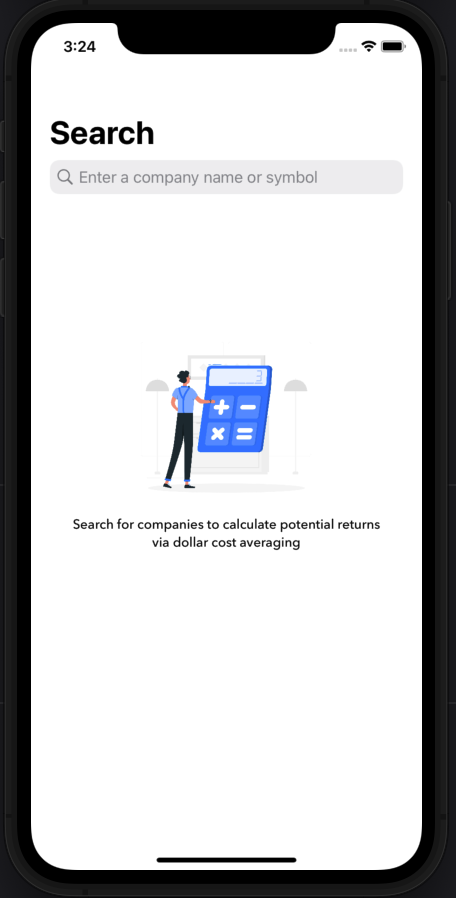 3:24
Search
Enter a company name or symbol
Search for companies to calculate potential returns
via dollar cost averaging